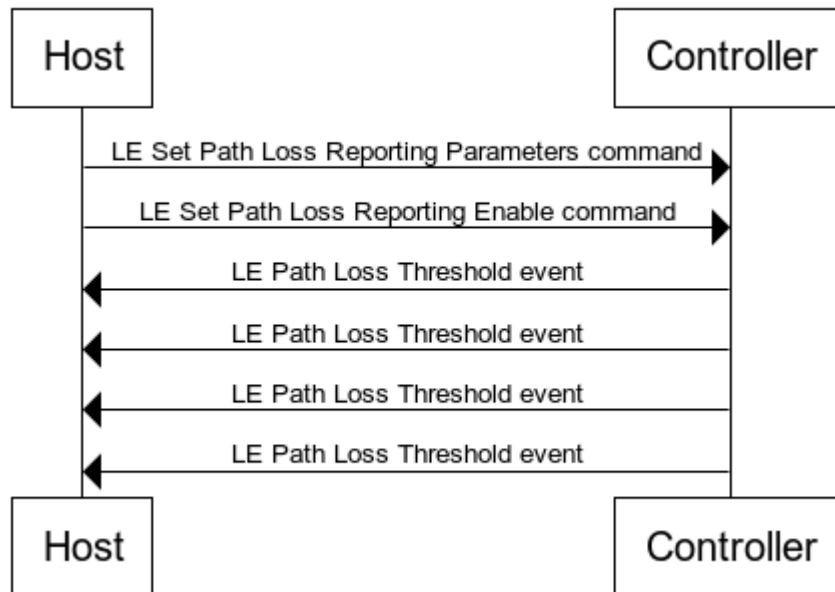 Host
Controller
LE Set Path Loss Reporting Parameters command
LE Set Path Loss Reporting Enable command
LE Path Loss Threshold event
LE Path Loss Threshold event
LE Path Loss Threshold event
LE Path Loss Threshold event
Host
Controller